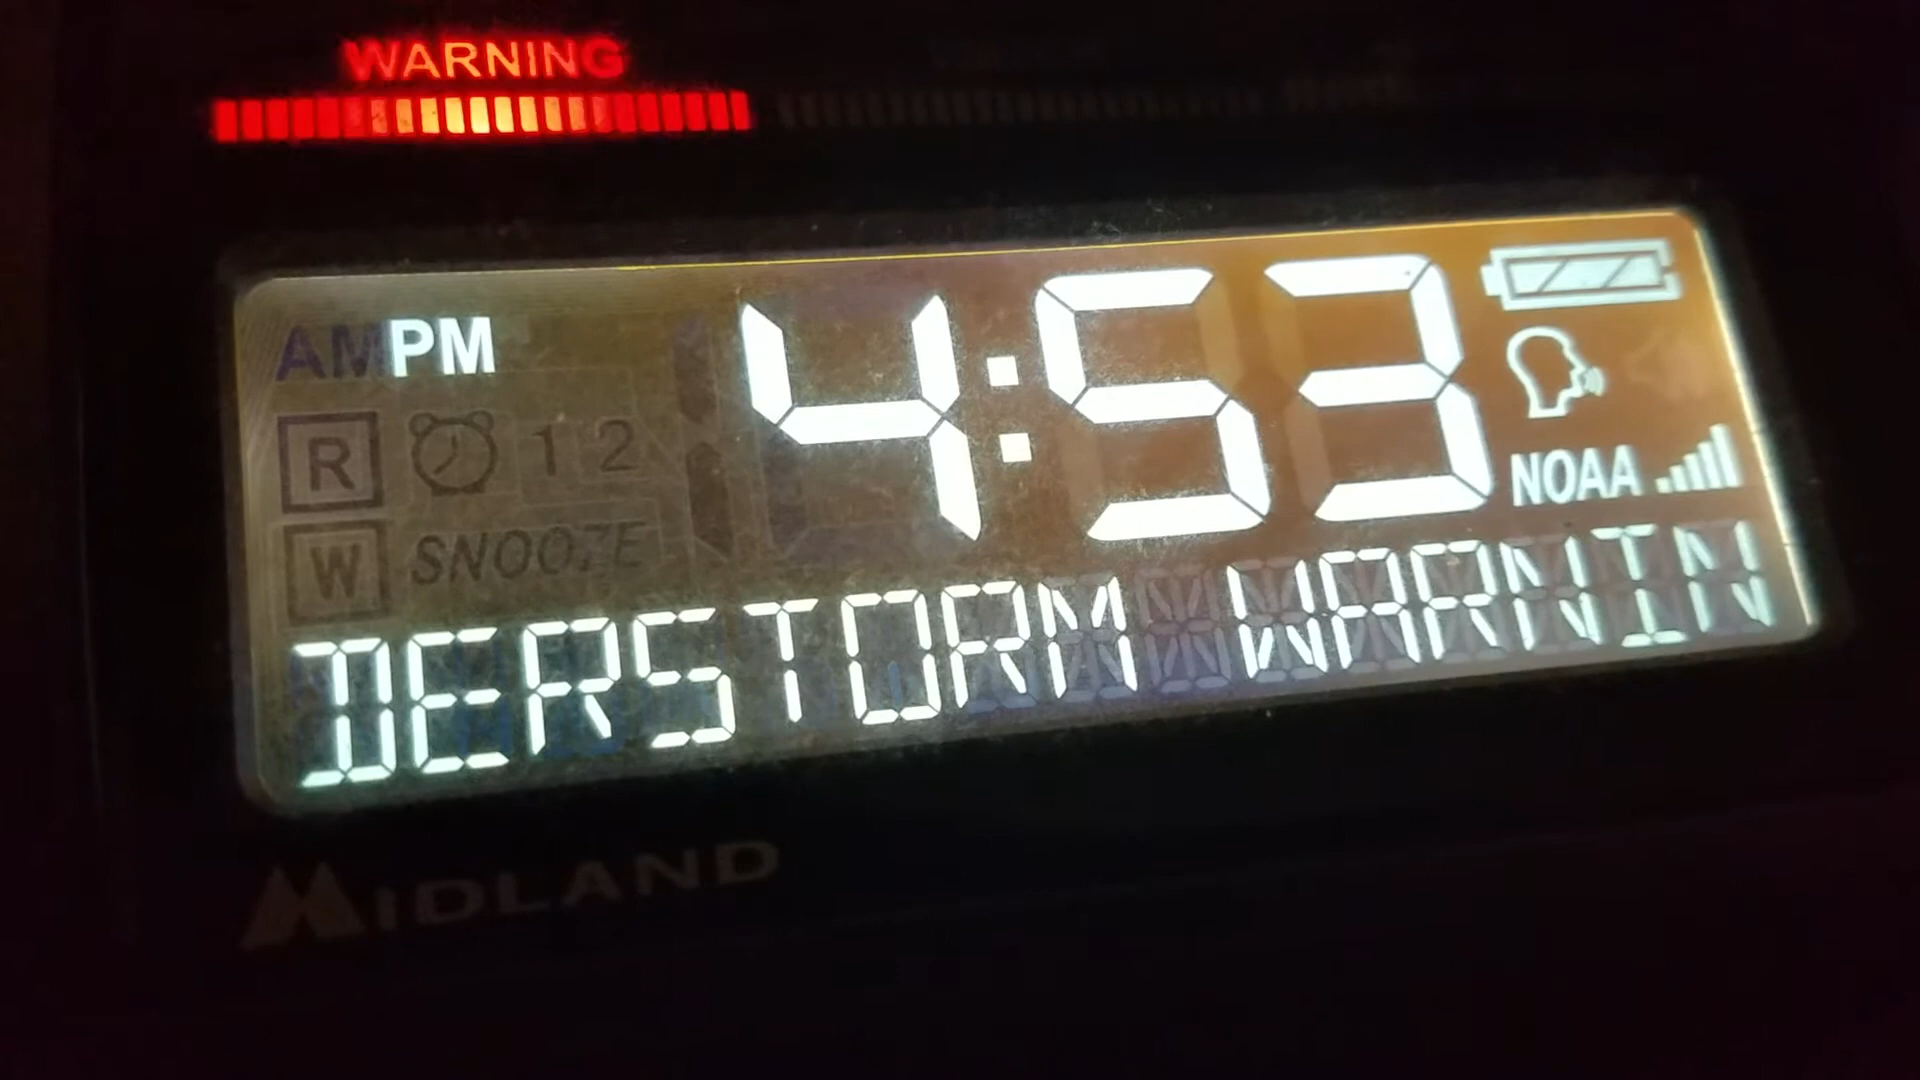 WARNING
AM PM 4:53
R 1 2
NOAA
W SNOOZE
DERSTORM WARNIN
MIDLAND